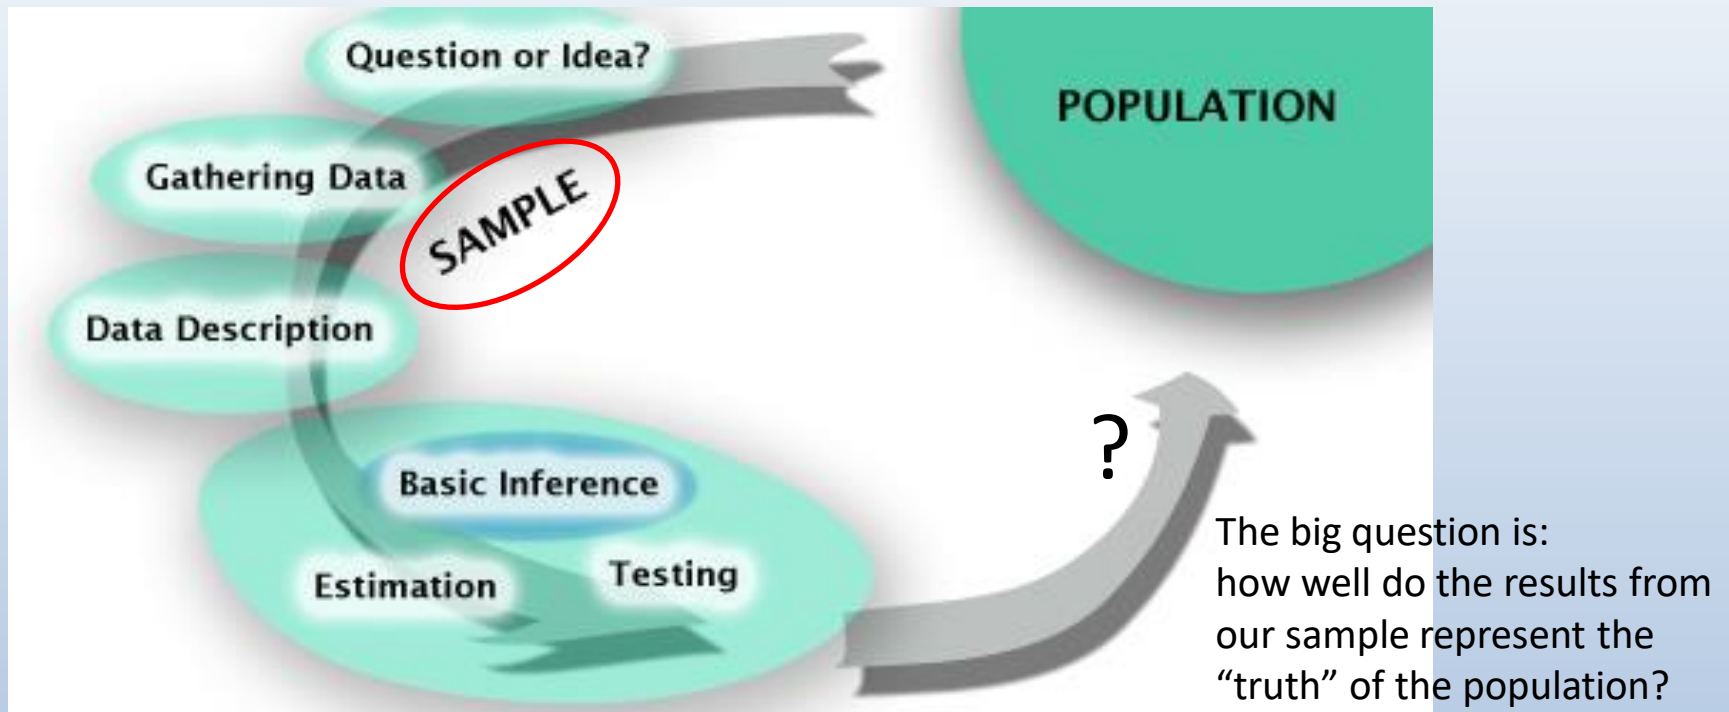 Question or Idea?
POPULATION
Gathering Data
SAMPLE
Data Description
Basic Inference
Estimation
Testing
?
The big question is:
how well do the results from
our sample represent the
“truth” of the population?